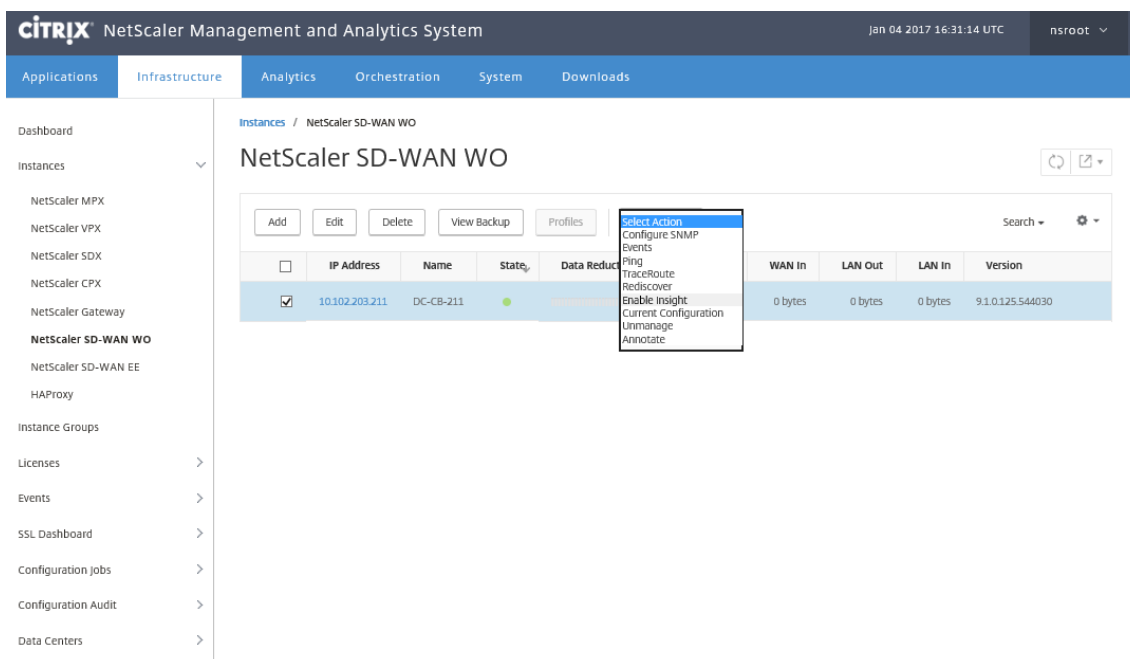 CİTRIX NetScaler Management and Analytics System Jan 04 2017 16:31:14 UTC nsroot
Applications Infrastructure Analytics Orchestration System Downloads
Dashboard
Instances
NetScaler MPX
NetScaler VPX
NetScaler SDX
NetScaler CPX
NetScaler Gateway
NetScaler SD-WAN WO
NetScaler SD-WAN EE
HAProxy
Instance Groups
Licenses
Events
SSL Dashboard
Configuration Jobs
Configuration Audit
Data Centers
Instances / NetScaler SD-WAN WO
NetScaler SD-WAN WO
Add Edit Delete View Backup Profiles Search
Select Action
Configure SNMP
Events
Ping
TraceRoute
Rediscover
Enable Insight
Current Configuration
Unmanage
Annotate
IP Address Name State Data Reduct WAN In LAN Out LAN In Version
10.102.203.211 DC-CB-211 0 bytes 0 bytes 0 bytes 9.1.0.125.544030